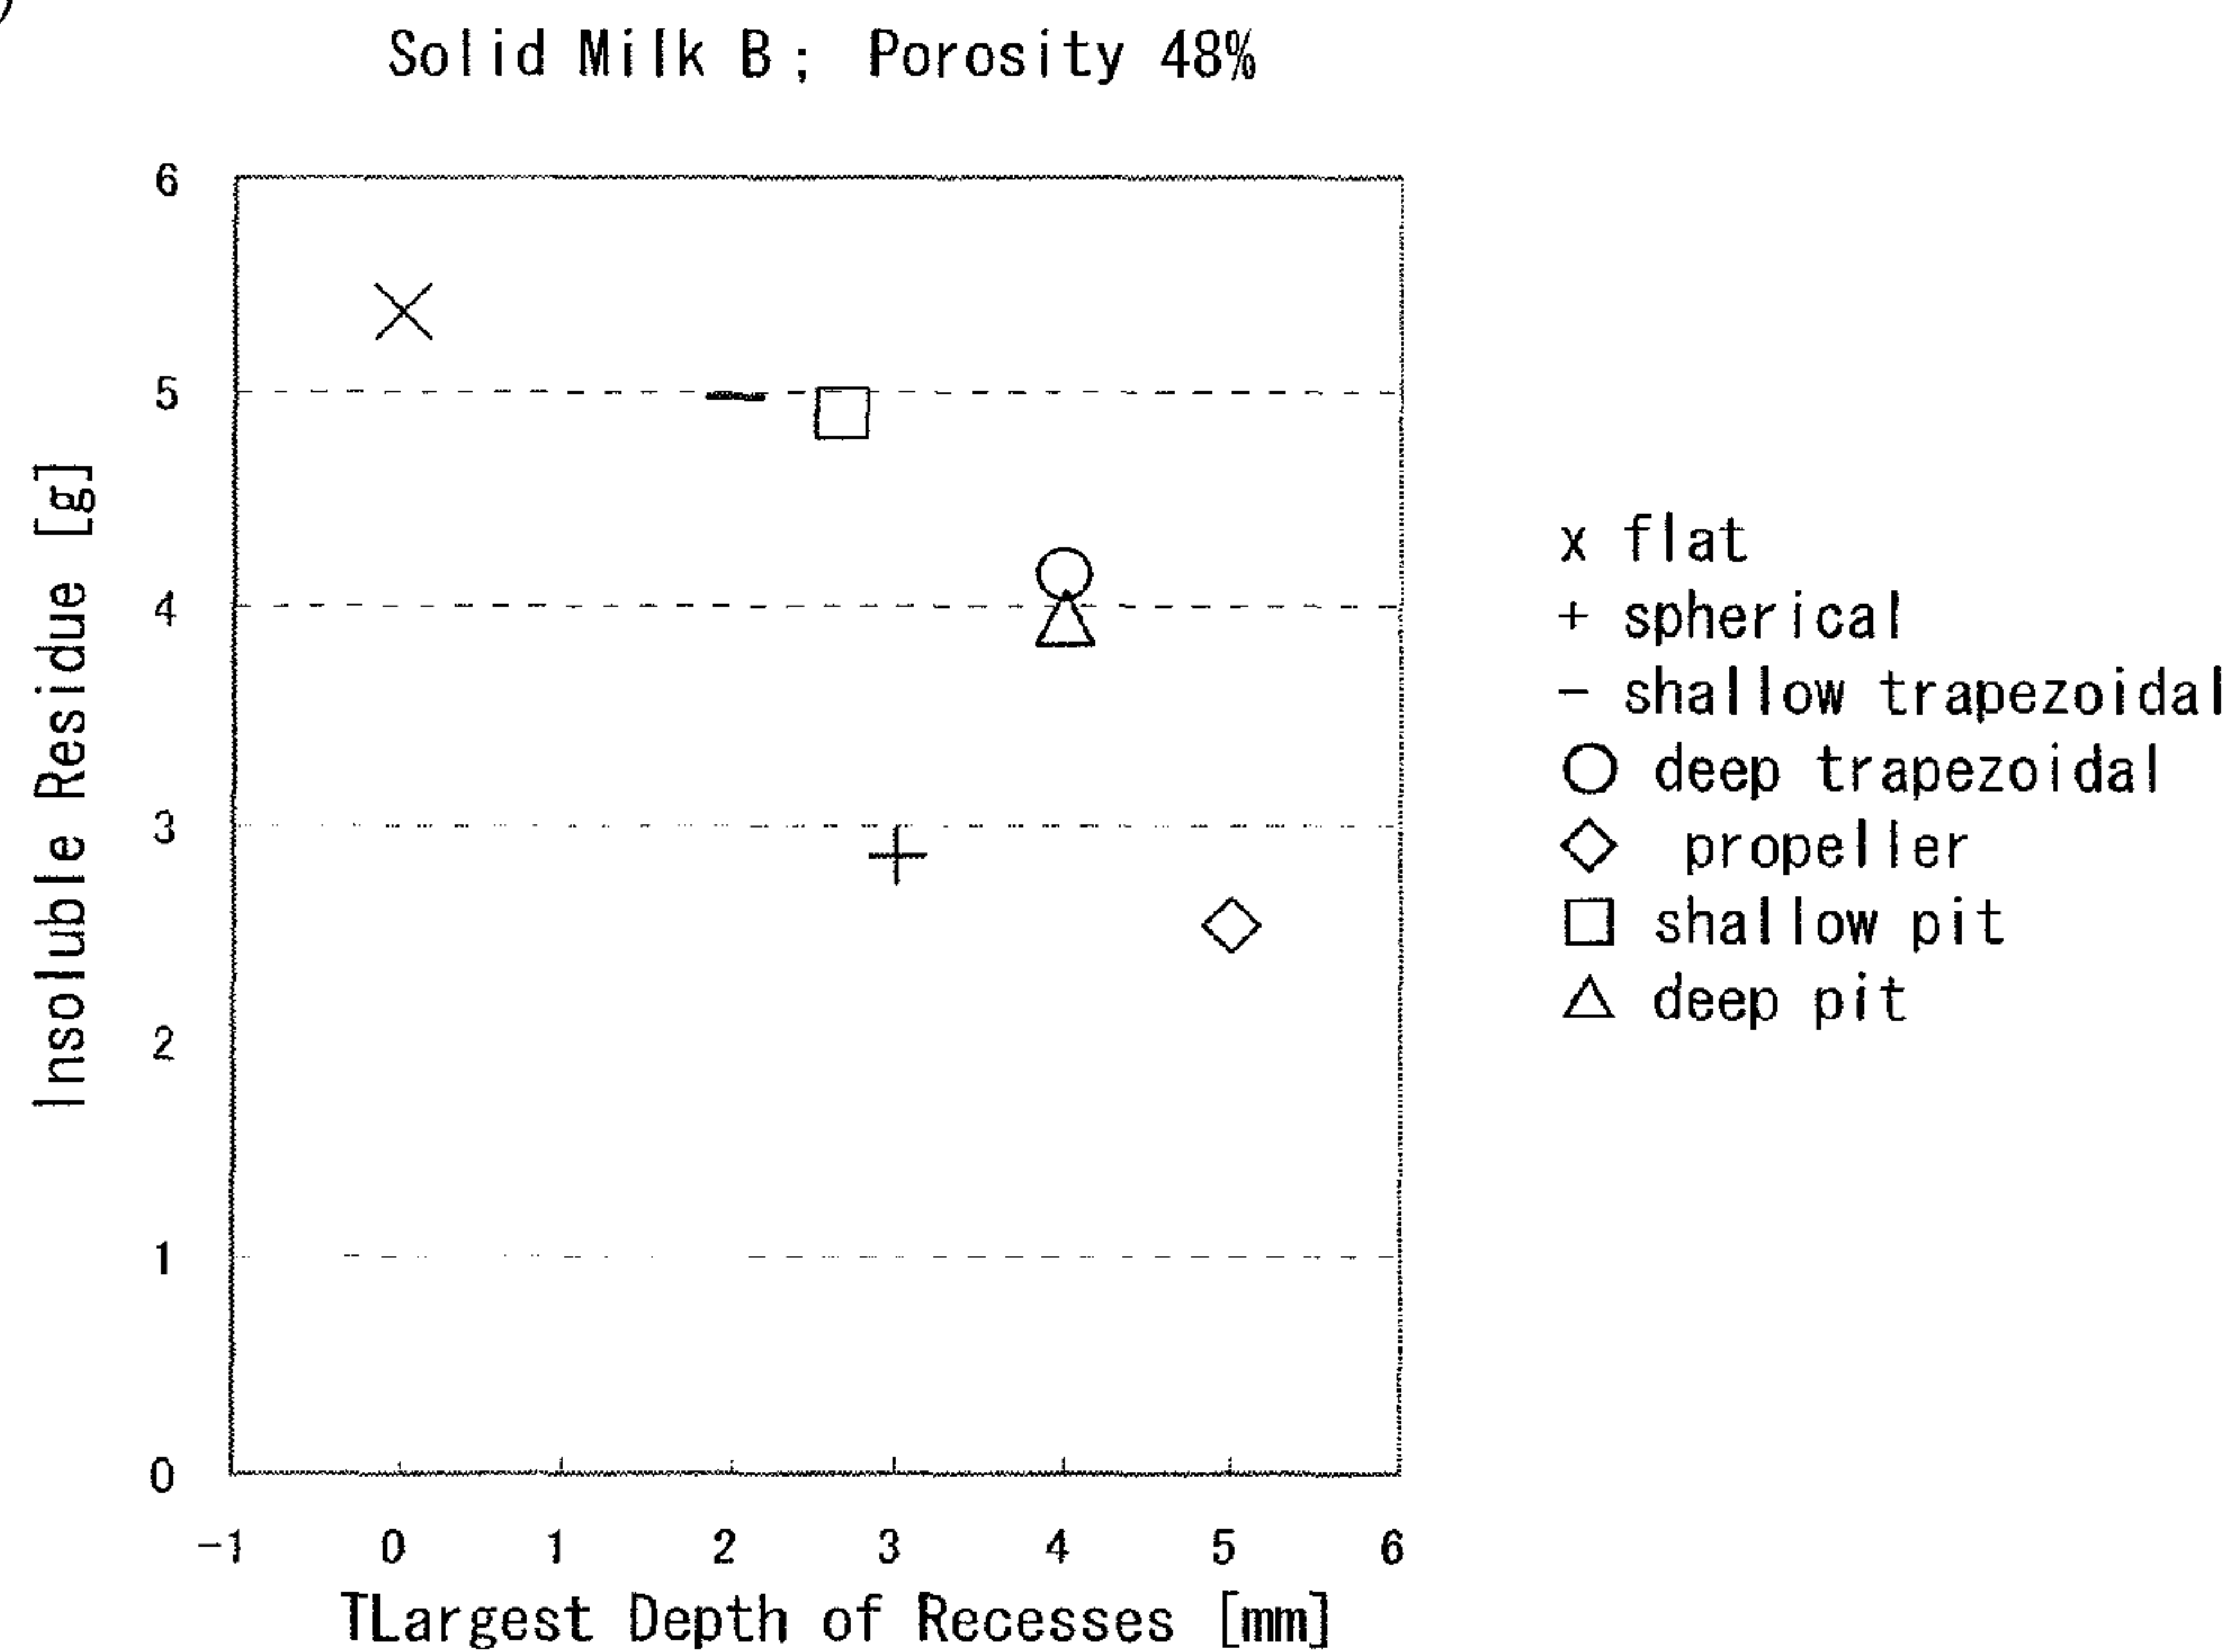 )
Solid Milk B; Porosity 48%
6
5
4
3
2
1
0
Insoluble Residue [g]
-1 0 1 2 3 4 5 6
TLargest Depth of Recesses [mm]
x flat
+ spherical
- shallow trapezoidal
○ deep trapezoidal
◇ propeller
□ shallow pit
△ deep pit